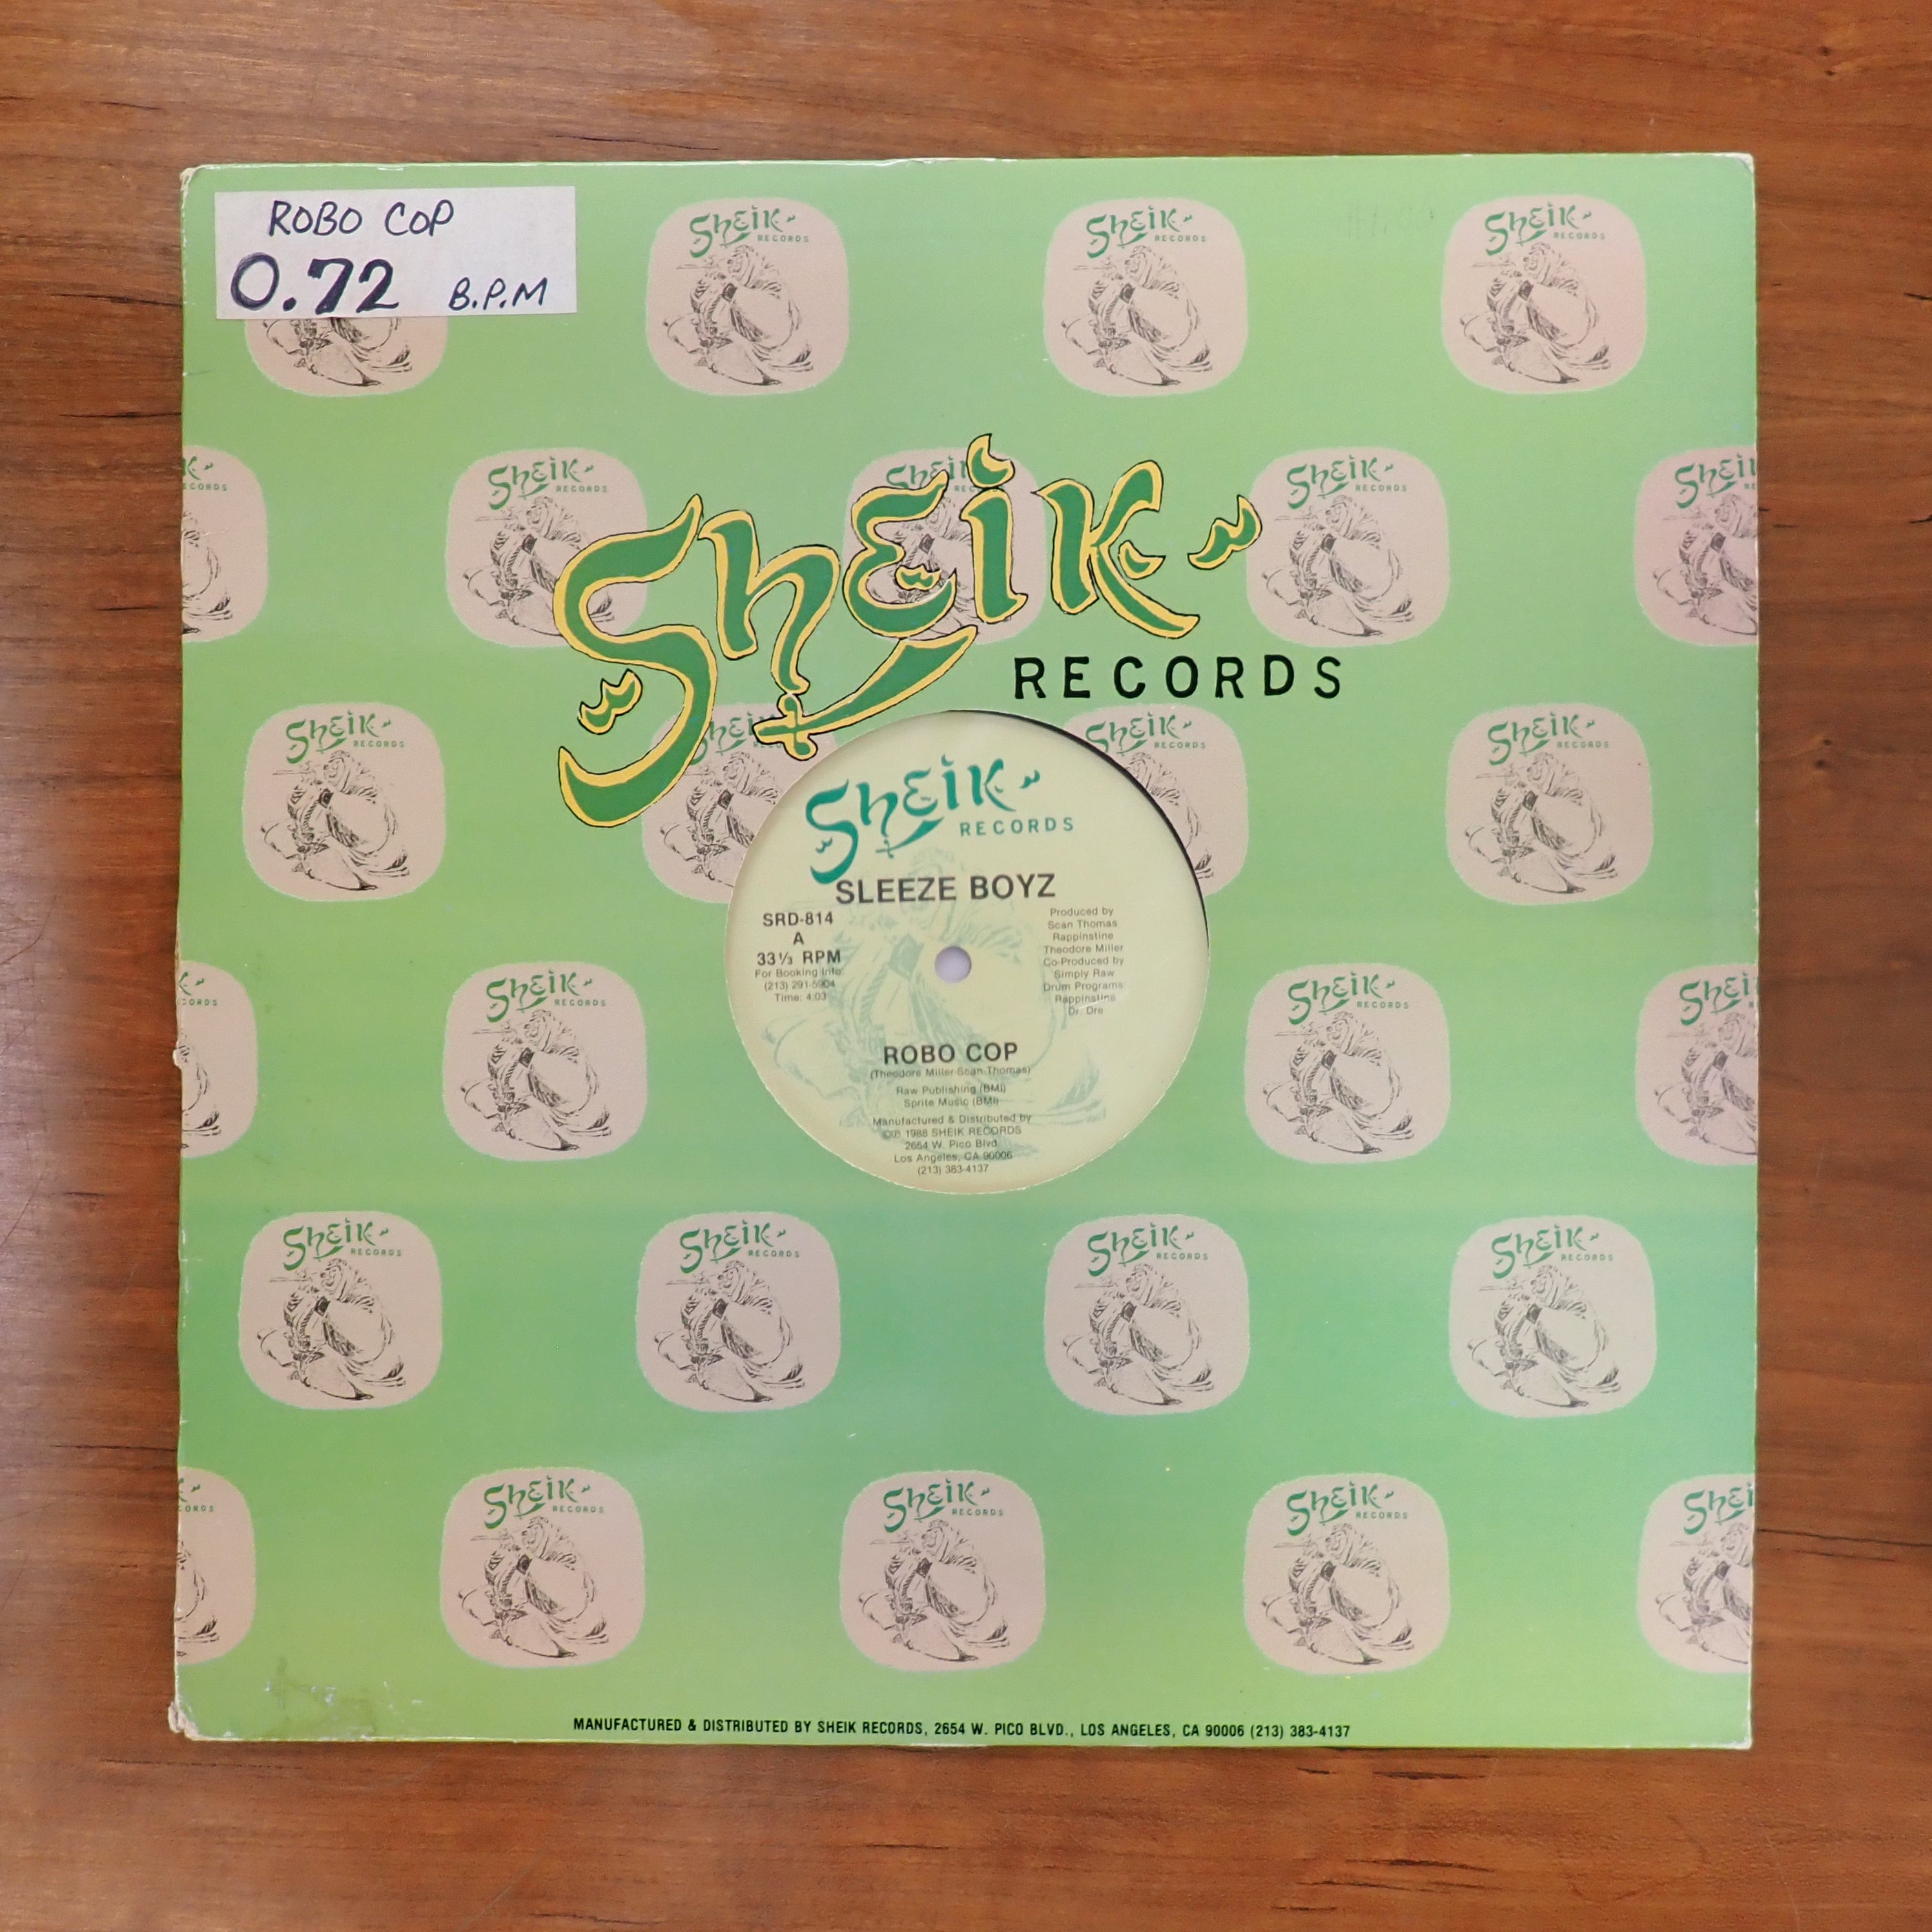 ROBO COP
0.72 B.P.M
SHEIK
RECORDS
SHEIK
RECORDS
SLEEZE BOYZ
SRD-814
A
33⅓ RPM
For Booking Info
(213) 291-5904
Time: 4:03
Produced by
Scan Thomas
Rappinstine
Theodore Miller
Co-Produced by
Simply Raw
Drum Programs
Rappinstine
Dr. Dre
ROBO COP
(Theodore Miller-Scan Thomas)
Raw Publishing (BMI)
Sprite Music (BMI)
Manufactured & Distributed by
©℗ 1988 SHEIK RECORDS
2654 W. Pico Blvd.
Los Angeles, CA 90006
(213) 383-4137
MANUFACTURED & DISTRIBUTED BY SHEIK RECORDS, 2654 W. PICO BLVD., LOS ANGELES, CA 90006 (213) 383-4137